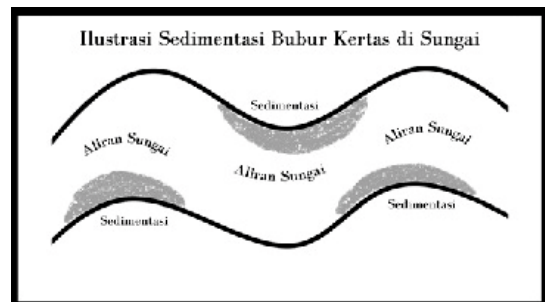 Ilustrasi Sedimentasi Bubur Kertas di Sungai
Sedimentasi
Aliran Sungai
Aliran Sungai
Aliran Sungai
Sedimentasi
Sedimentasi